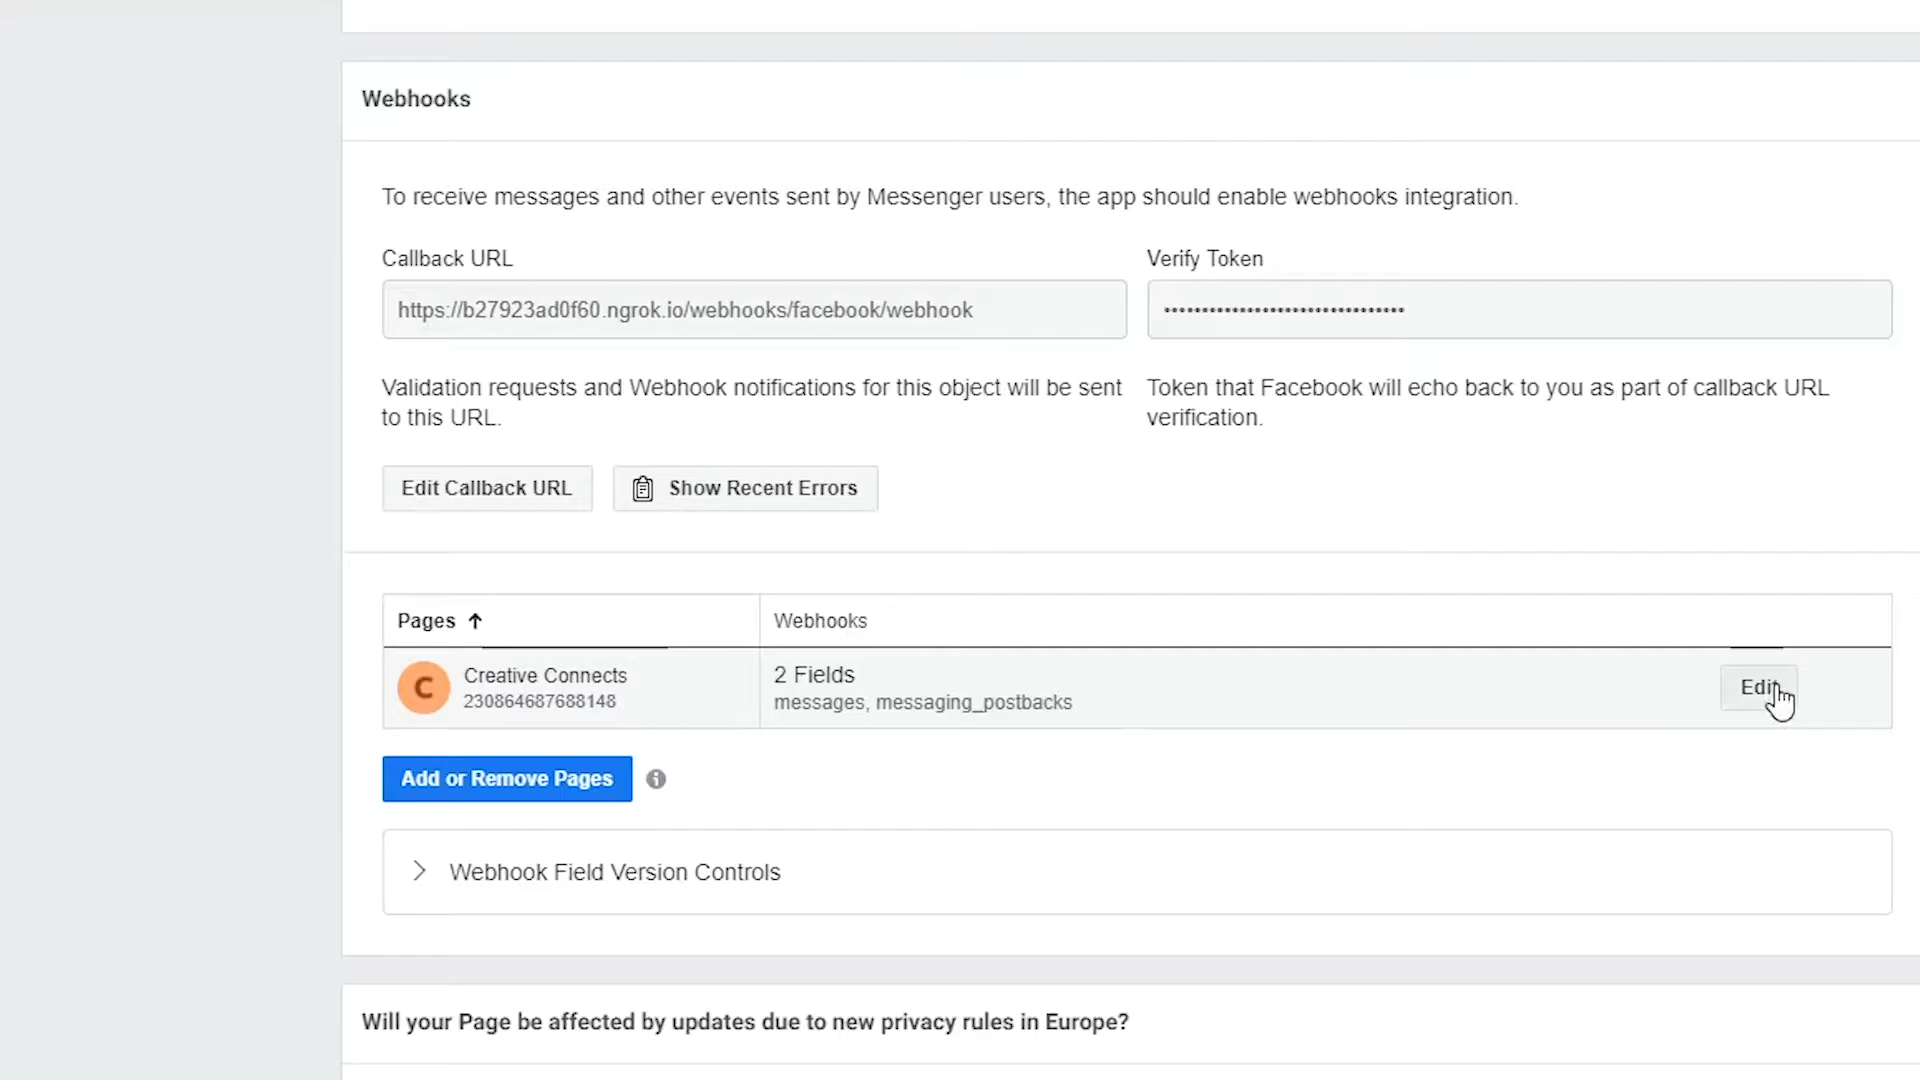 Webhooks
To receive messages and other events sent by Messenger users, the app should enable webhooks integration.
Callback URL
Verify Token
https://b27923ad0f60.ngrok.io/webhooks/facebook/webhook
••••••••••••••••••••••••••••••••
Validation requests and Webhook notifications for this object will be sent
to this URL.
Token that Facebook will echo back to you as part of callback URL
verification.
Edit Callback URL
Show Recent Errors
Pages ↑
Webhooks
C
Creative Connects
230864687688148
2 Fields
messages, messaging_postbacks
Edit
Add or Remove Pages
Webhook Field Version Controls
Will your Page be affected by updates due to new privacy rules in Europe?